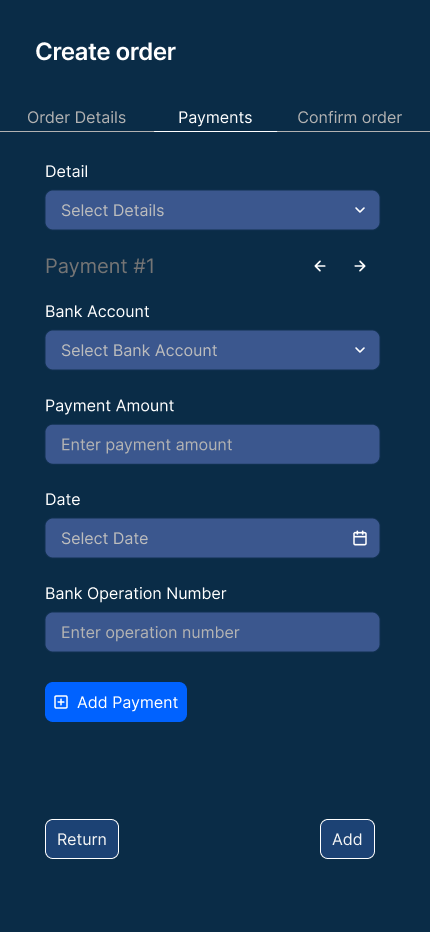 Create order
Order Details Payments Confirm order
Detail
Select Details
Payment #1
Bank Account
Select Bank Account
Payment Amount
Enter payment amount
Date
Select Date
Bank Operation Number
Enter operation number
Add Payment
Return Add